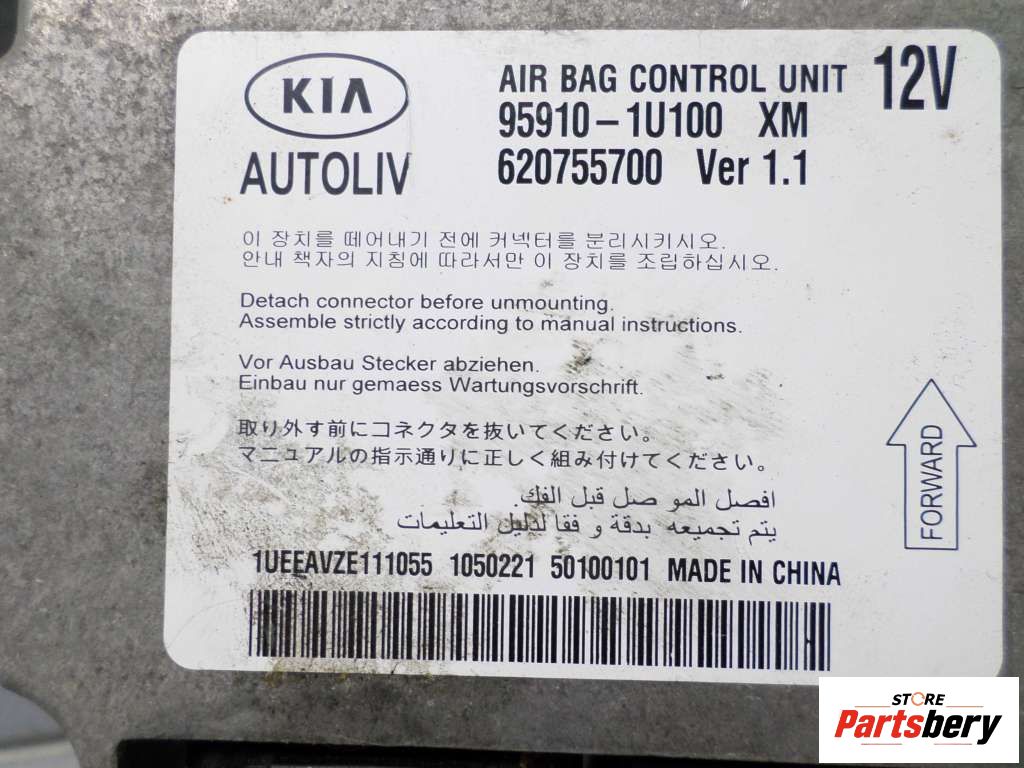 KIA
AUTOLIV
AIR BAG CONTROL UNIT 12V
95910-1U100 XM
620755700 Ver 1.1
이 장치를 떼어내기 전에 커넥터를 분리시키시오.
안내 책자의 지침에 따라서만 이 장치를 조립하십시오.
Detach connector before unmounting.
Assemble strictly according to manual instructions.
Vor Ausbau Stecker abziehen.
Einbau nur gemaess Wartungsvorschrift.
FORWARD
取り外す前にコネクタを抜いてください。
マニュアルの指示通りに正しく組み付けてください。
افصل الموصل قبل الفك.
يتم تجميعه بدقة وفقا لدليل التعليمات
1UEEAVZE111055 1050221 50100101 MADE IN CHINA
STORE
Partsbery